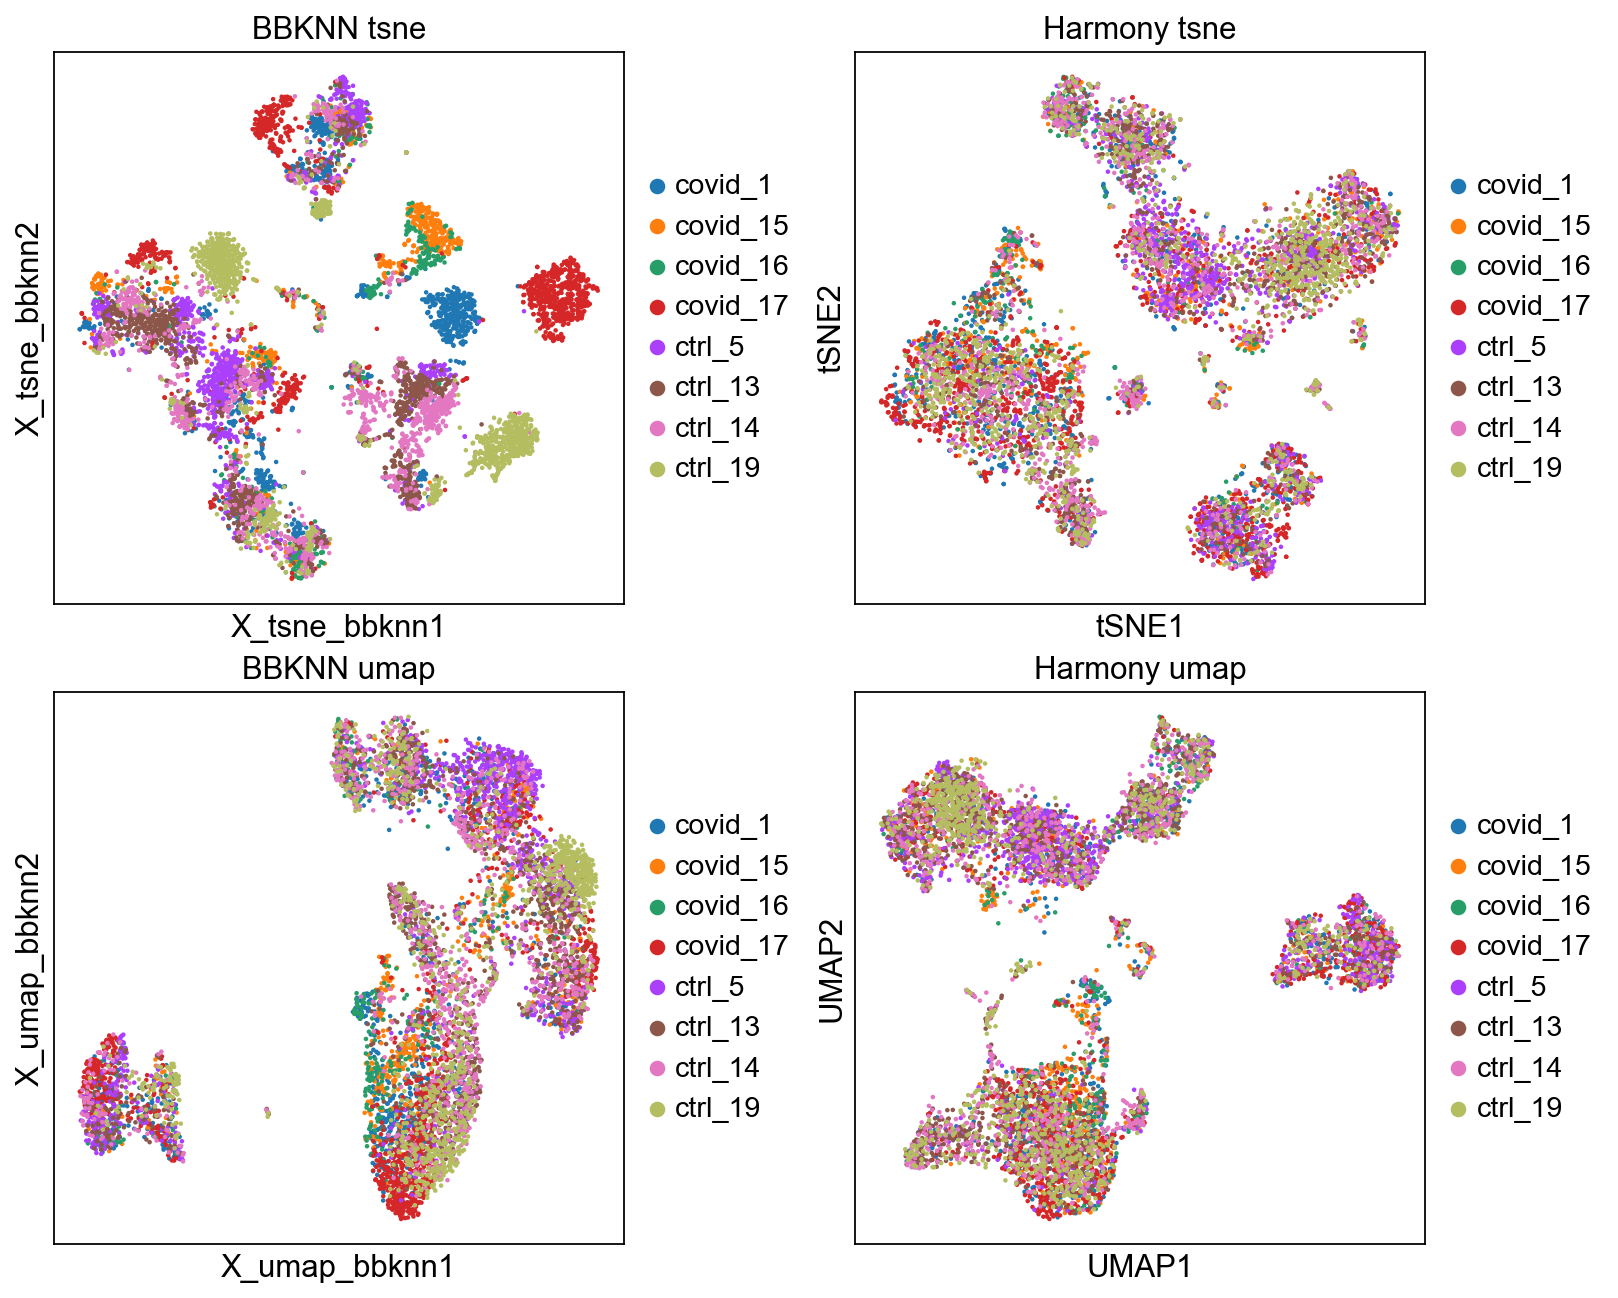 BBKNN tsne
X_tsne_bbknn2
X_tsne_bbknn1
covid_1
covid_15
covid_16
covid_17
ctrl_5
ctrl_13
ctrl_14
ctrl_19
Harmony tsne
tSNE2
tSNE1
covid_1
covid_15
covid_16
covid_17
ctrl_5
ctrl_13
ctrl_14
ctrl_19
BBKNN umap
X_umap_bbknn2
X_umap_bbknn1
covid_1
covid_15
covid_16
covid_17
ctrl_5
ctrl_13
ctrl_14
ctrl_19
Harmony umap
UMAP2
UMAP1
covid_1
covid_15
covid_16
covid_17
ctrl_5
ctrl_13
ctrl_14
ctrl_19